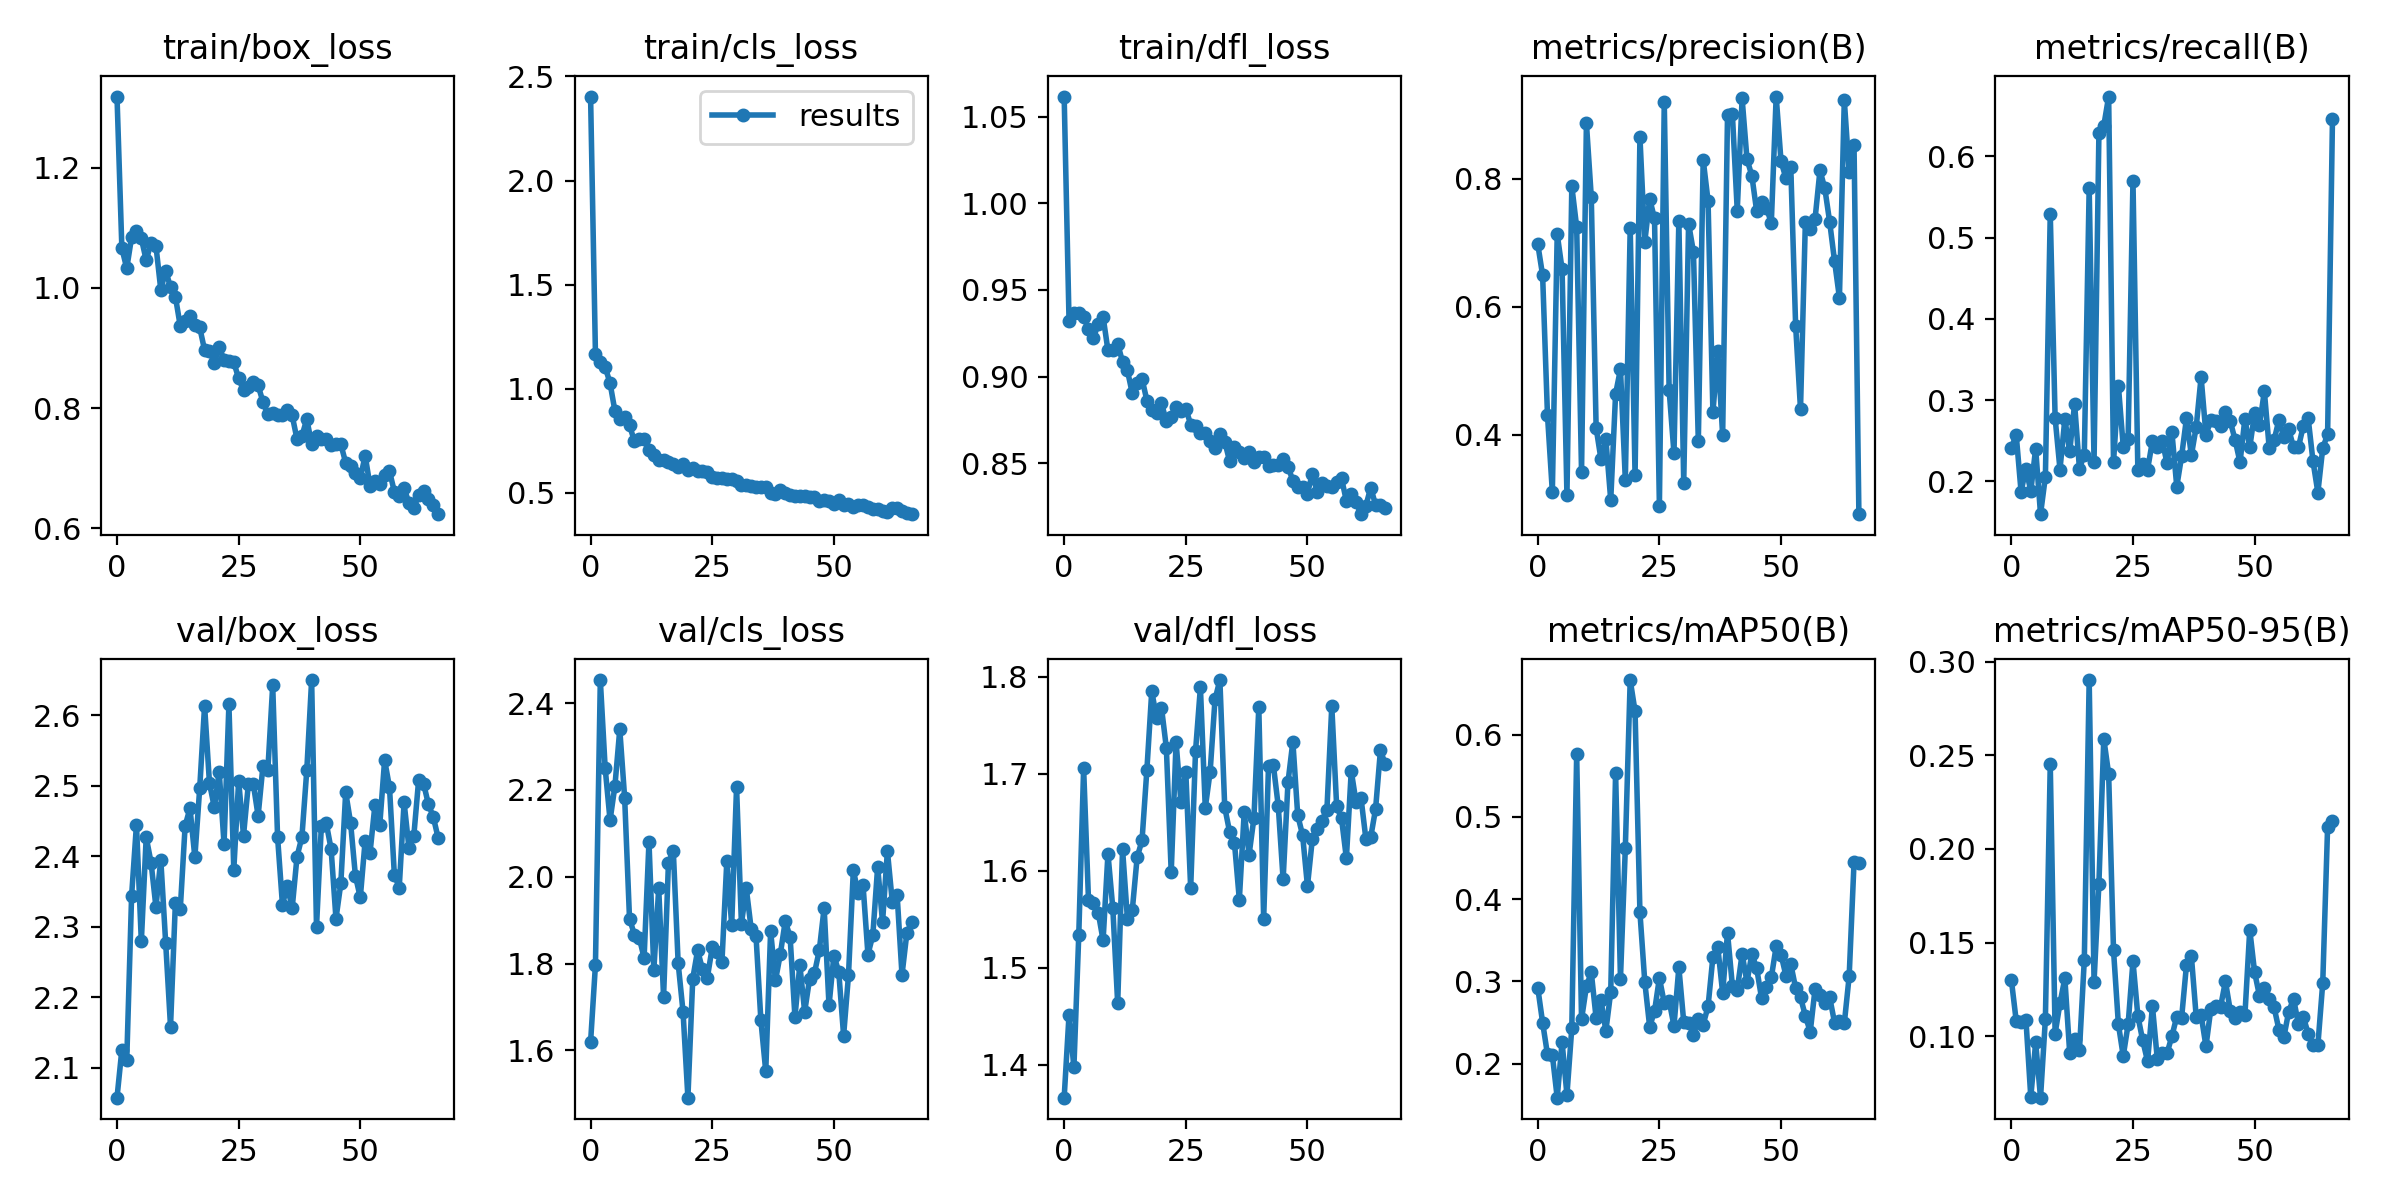 train/box_loss
1.2
1.0
0.8
0.6
0 25 50
train/cls_loss
results
2.5
2.0
1.5
1.0
0.5
0 25 50
train/dfl_loss
1.05
1.00
0.95
0.90
0.85
0 25 50
metrics/precision(B)
0.8
0.6
0.4
0 25 50
metrics/recall(B)
0.6
0.5
0.4
0.3
0.2
0 25 50
val/box_loss
2.6
2.5
2.4
2.3
2.2
2.1
0 25 50
val/cls_loss
2.4
2.2
2.0
1.8
1.6
0 25 50
val/dfl_loss
1.8
1.7
1.6
1.5
1.4
0 25 50
metrics/mAP50(B)
0.6
0.5
0.4
0.3
0.2
0 25 50
metrics/mAP50-95(B)
0.30
0.25
0.20
0.15
0.10
0 25 50